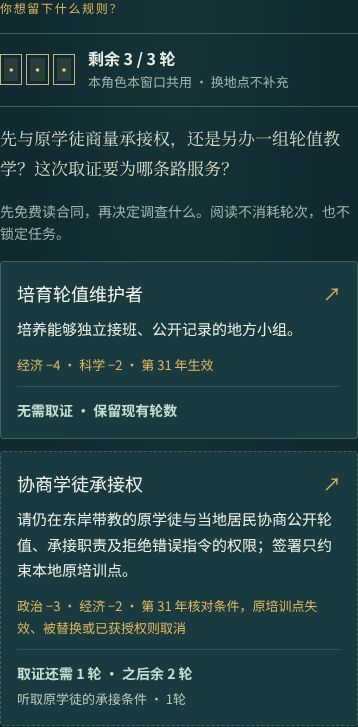 你想留下什么规则？
剩余 3 / 3 轮
本角色本窗口共用 · 换地点不补充
先与原学徒商量承接权，还是另办一组轮值教
学？这次取证要为哪条路服务？
先免费读合同，再决定调查什么。阅读不消耗轮次，也不
锁定任务。
培育轮值维护者 ↗
培养能够独立接班、公开记录的地方小组。
经济 −4 · 科学 −2 · 第 31 年生效
无需取证 · 保留现有轮数
协商学徒承接权 ↗
请仍在东岸带教的原学徒与当地居民协商公开轮
值、承接职责及拒绝错误指令的权限；签署只约
束本地原培训点。
政治 −3 · 经济 −2 · 第 31 年核对条件，原培训点失
效、被替换或已获授权则取消
取证还需 1 轮 · 之后余 2 轮
听取原学徒的承接条件 · 1轮